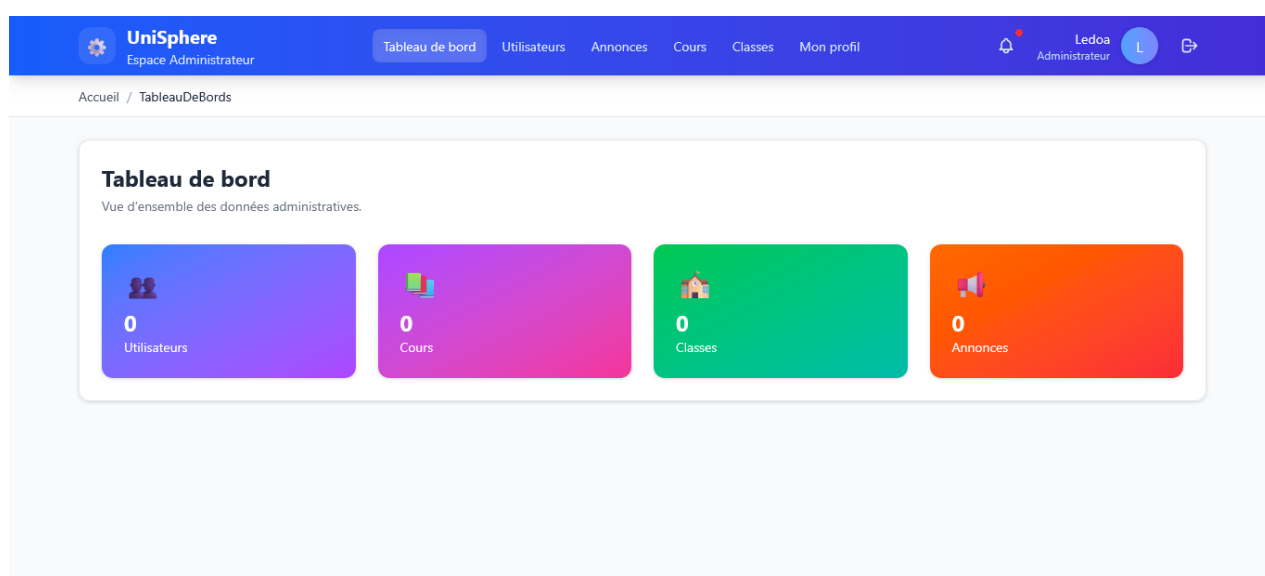 UniSphere
Espace Administrateur
Tableau de bord
Utilisateurs
Annonces
Cours
Classes
Mon profil
Ledoa
Administrateur
L
Accueil / TableauDeBords
Tableau de bord
Vue d'ensemble des données administratives.
0
Utilisateurs
0
Cours
0
Classes
0
Annonces